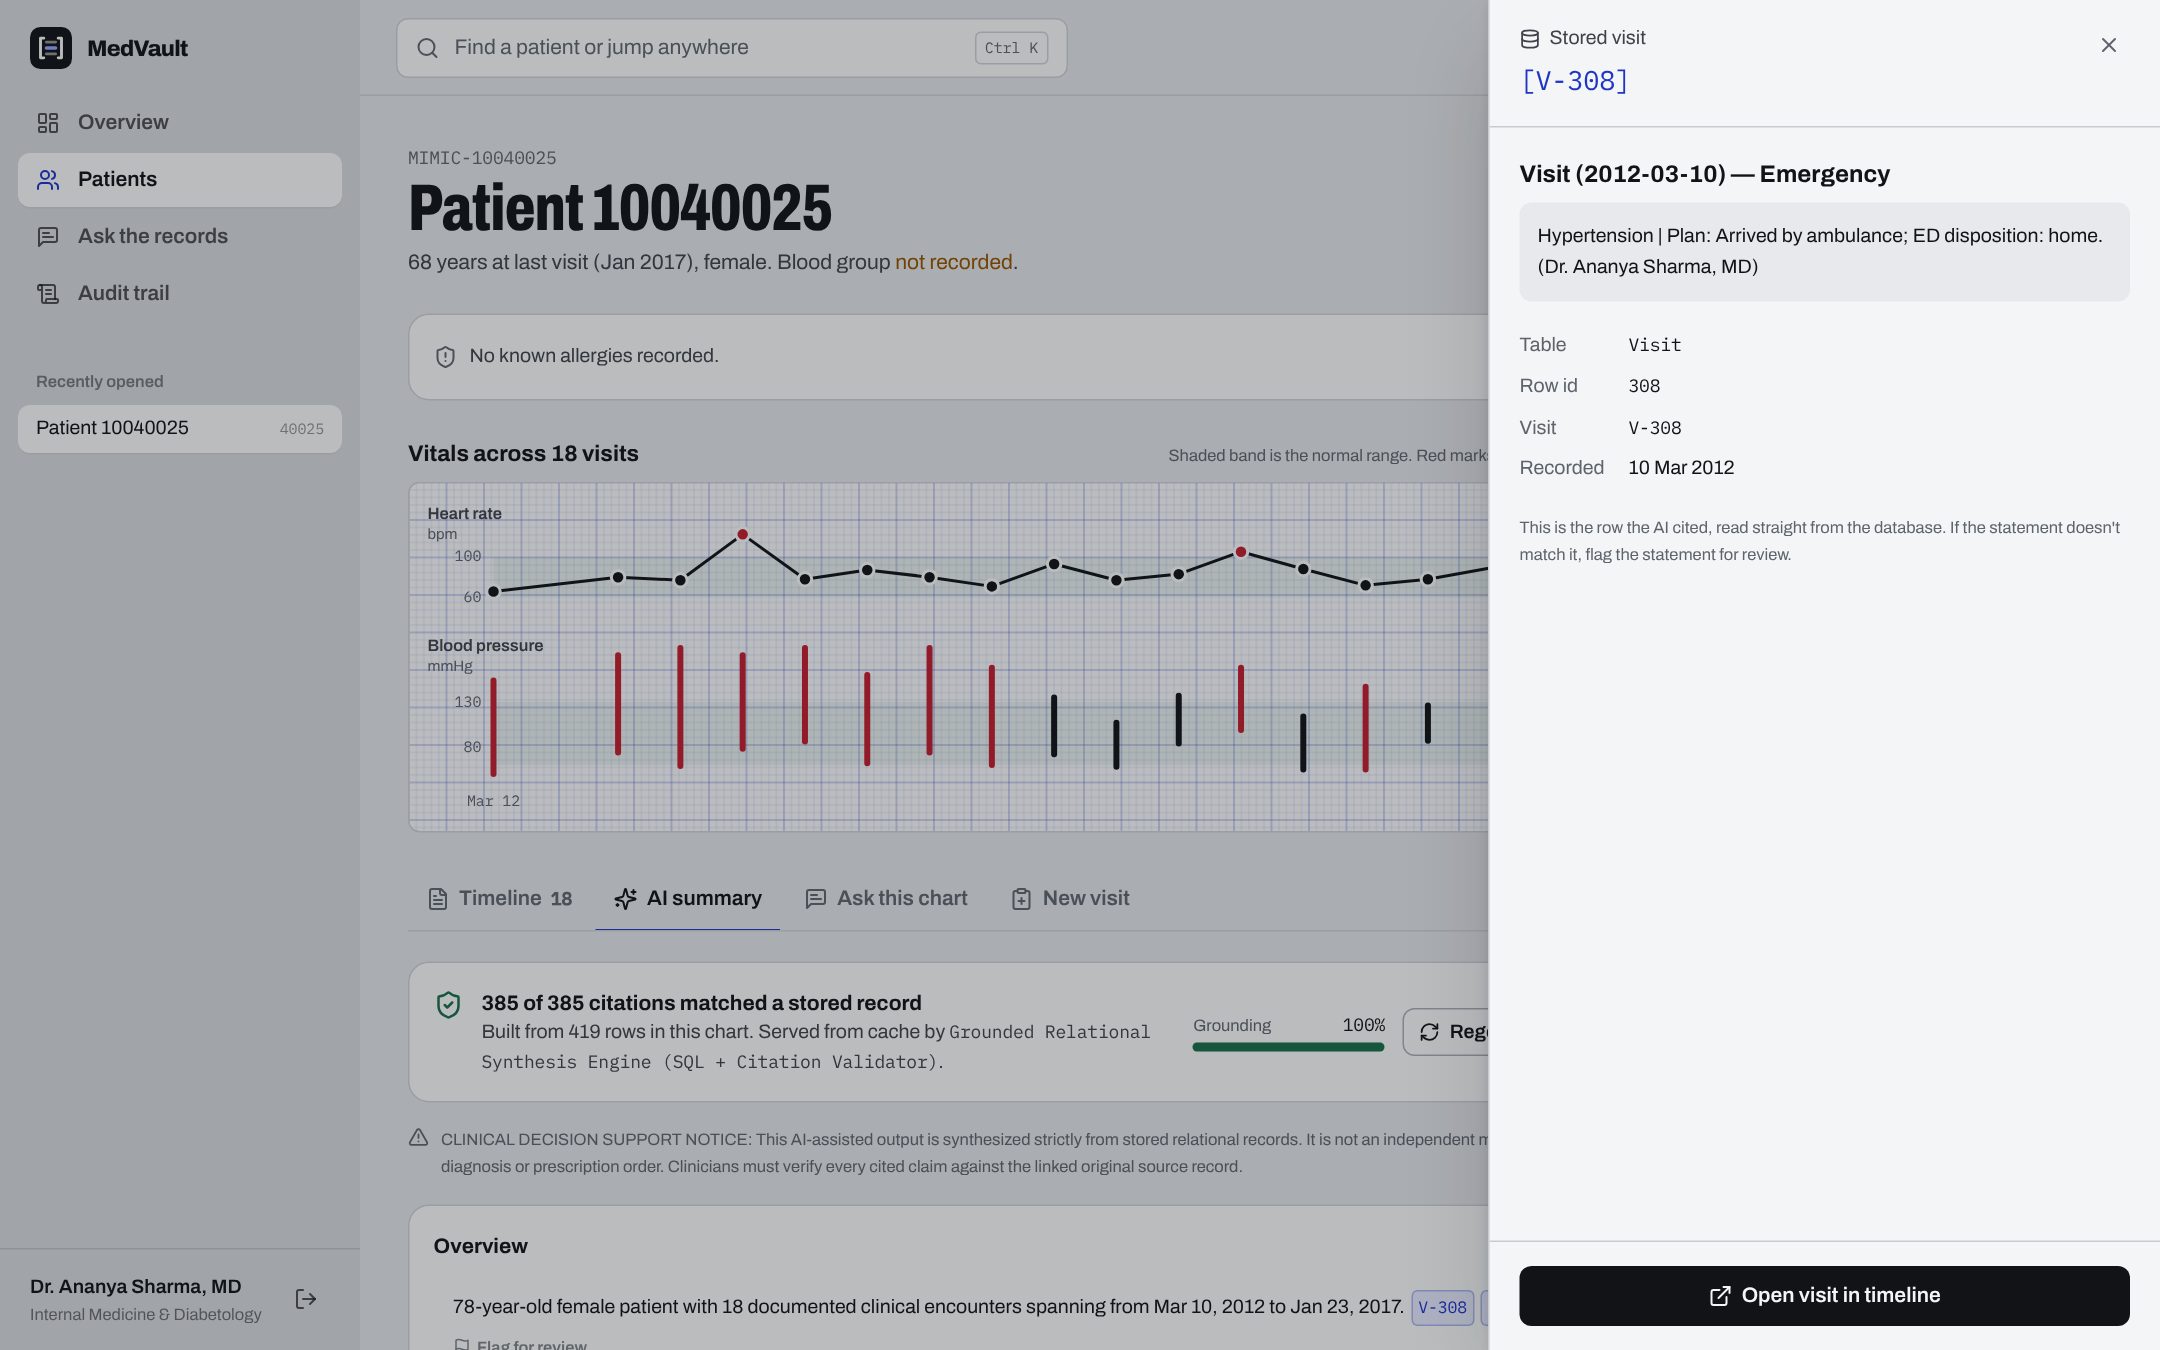 MedVault
Overview
Patients
Ask the records
Audit trail
Recently opened
Patient 10040025 40025
Dr. Ananya Sharma, MD
Internal Medicine & Diabetology
Find a patient or jump anywhere Ctrl K
MIMIC-10040025
Patient 10040025
68 years at last visit (Jan 2017), female. Blood group not recorded.
No known allergies recorded.
Vitals across 18 visits
Shaded band is the normal range. Red marks
Heart rate
bpm
100
60
Blood pressure
mmHg
130
80
Mar 12
Timeline 18
AI summary
Ask this chart
New visit
385 of 385 citations matched a stored record
Built from 419 rows in this chart. Served from cache by Grounded Relational
Synthesis Engine (SQL + Citation Validator).
Grounding 100%
Rege
CLINICAL DECISION SUPPORT NOTICE: This AI-assisted output is synthesized strictly from stored relational records. It is not an independent
diagnosis or prescription order. Clinicians must verify every cited claim against the linked original source record.
Overview
78-year-old female patient with 18 documented clinical encounters spanning from Mar 10, 2012 to Jan 23, 2017. V-308
Flag for review
Stored visit
[V-308]
Visit (2012-03-10) — Emergency
Hypertension | Plan: Arrived by ambulance; ED disposition: home.
(Dr. Ananya Sharma, MD)
Table Visit
Row id 308
Visit V-308
Recorded 10 Mar 2012
This is the row the AI cited, read straight from the database. If the statement doesn't
match it, flag the statement for review.
Open visit in timeline